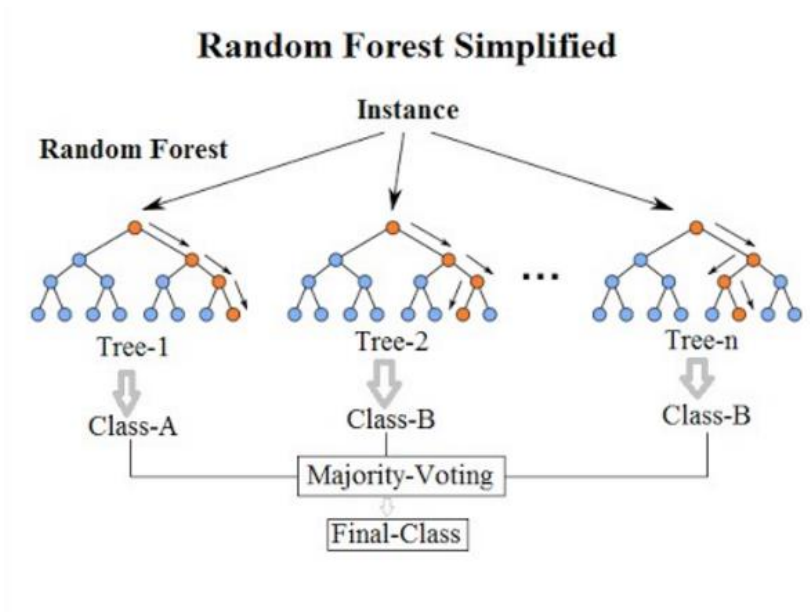 Random Forest Simplified
Instance
Random Forest
...
Tree-1
Tree-2
Tree-n
Class-A
Class-B
Class-B
Majority-Voting
Final-Class